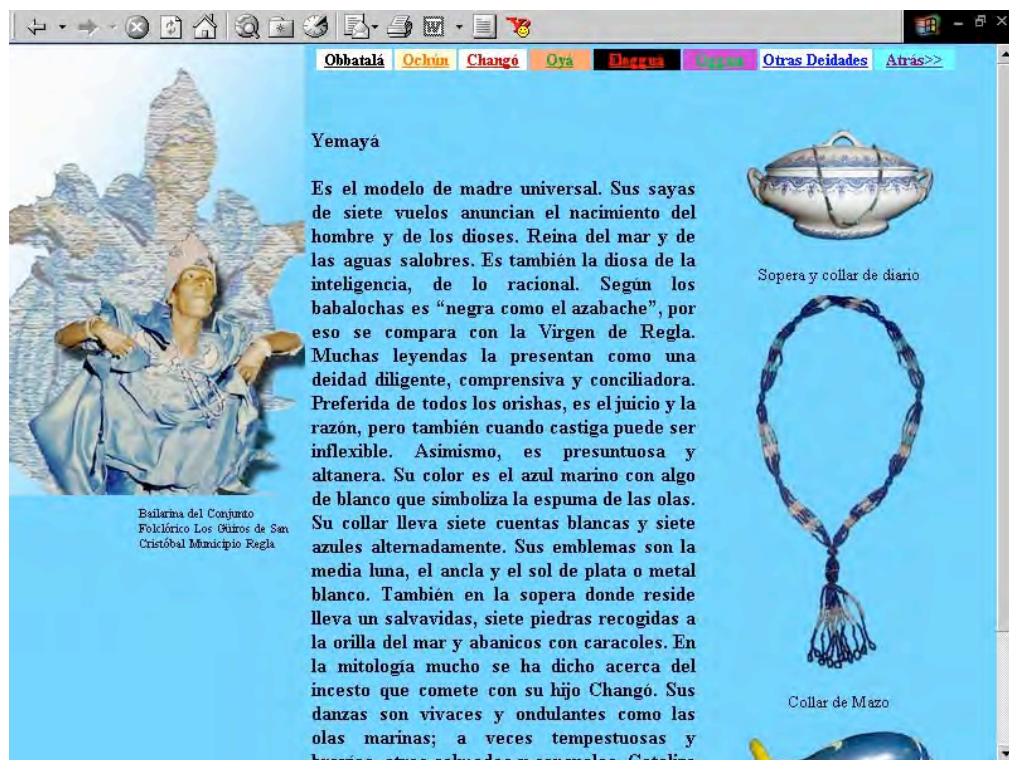 Obbatalá Ochún Changó Oyá Eleggua Oggun Otras Deidades Atrás>>
Yemayá
Es el modelo de madre universal. Sus sayas
de siete vuelos anuncian el nacimiento del
hombre y de los dioses. Reina del mar y de
las aguas salobres. Es también la diosa de la
inteligencia, de lo racional. Según los
babalochas es “negra como el azabache”, por
eso se compara con la Virgen de Regla.
Muchas leyendas la presentan como una
deidad diligente, comprensiva y conciliadora.
Preferida de todos los orishas, es el juicio y la
razón, pero también cuando castiga puede ser
inflexible. Asimismo, es presuntuosa y
altanera. Su color es el azul marino con algo
de blanco que simboliza la espuma de las olas.
Su collar lleva siete cuentas blancas y siete
azules alternadamente. Sus emblemas son la
media luna, el ancla y el sol de plata o metal
blanco. También en la sopera donde reside
lleva un salvavidas, siete piedras recogidas a
la orilla del mar y abanicos con caracoles. En
la mitología mucho se ha dicho acerca del
incesto que comete con su hijo Changó. Sus
danzas son vivaces y ondulantes como las
olas marinas; a veces tempestuosas y
Bailarina del Conjunto
Folclórico Los Güiros de San
Cristóbal Municipio Regla
Sopera y collar de diario
Collar de Mazo